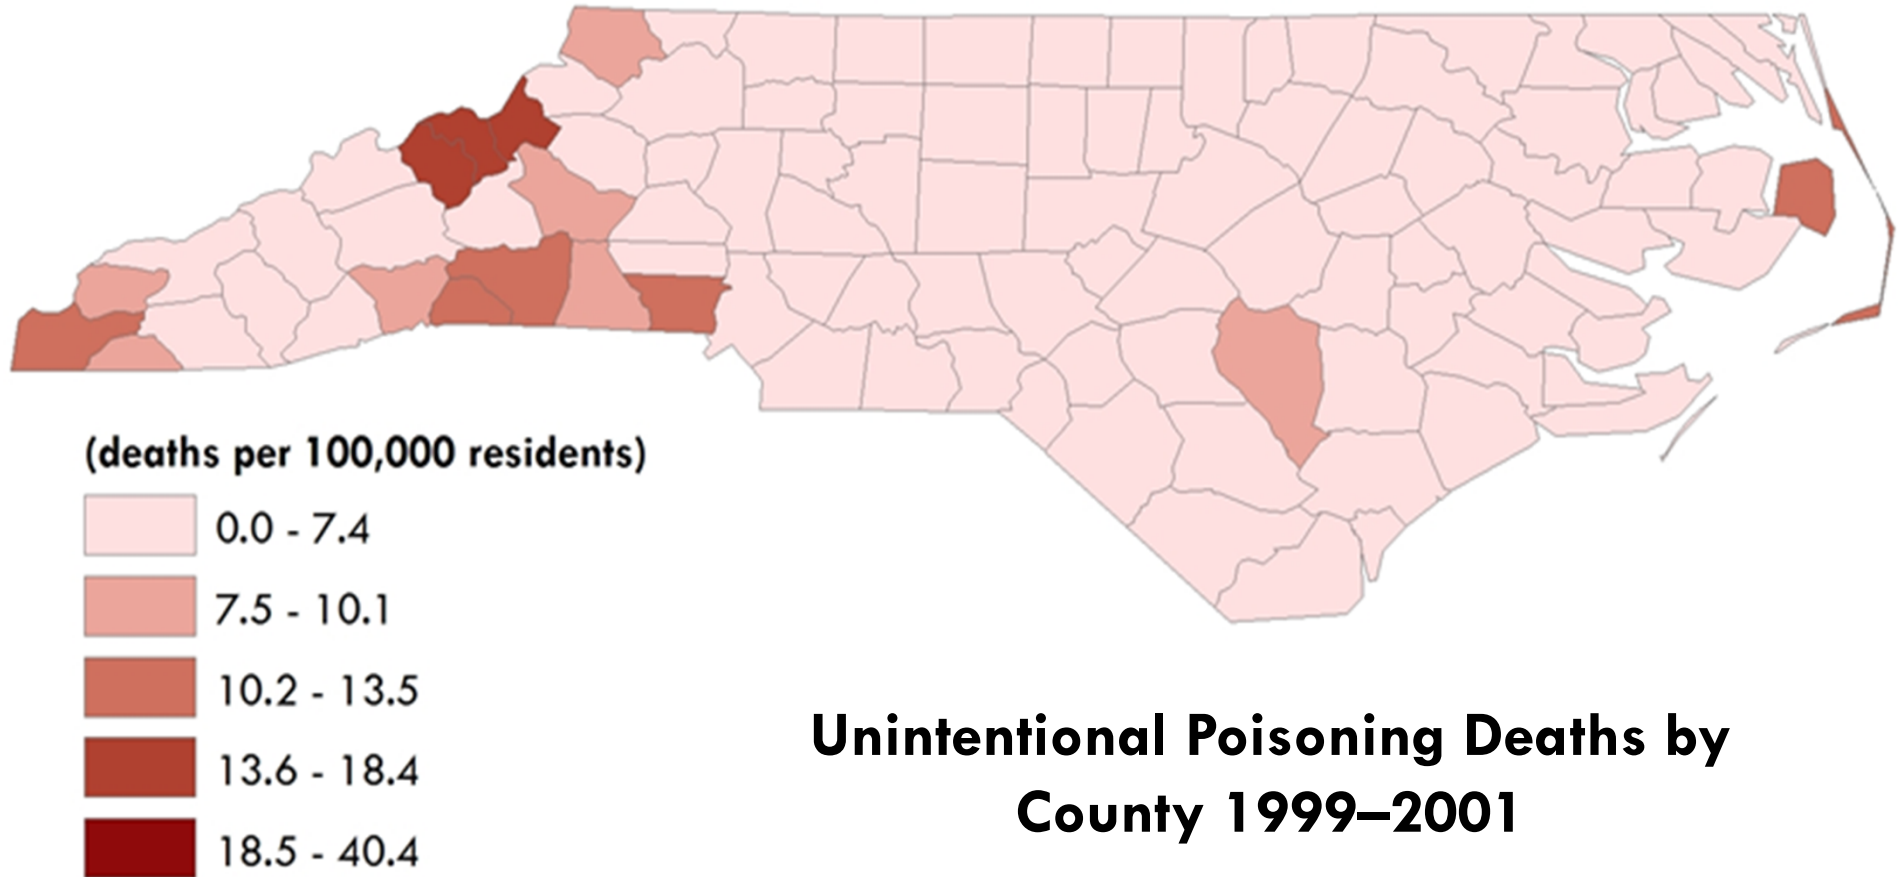 (deaths per 100,000 residents)
0.0 - 7.4
7.5 - 10.1
10.2 - 13.5
13.6 - 18.4
18.5 - 40.4
Unintentional Poisoning Deaths by
County 1999–2001